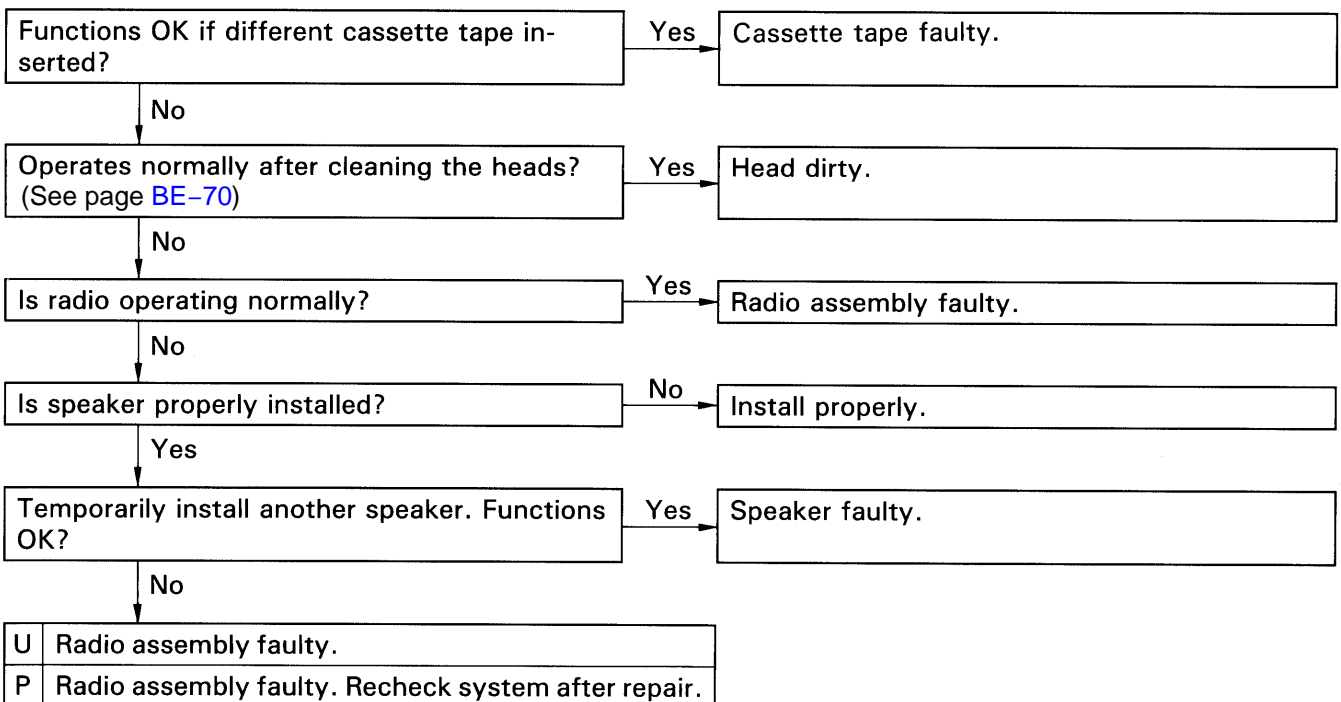 Functions OK if different cassette tape in-
serted?
Yes
Cassette tape faulty.
No
Operates normally after cleaning the heads?
(See page BE–70)
Yes
Head dirty.
No
Is radio operating normally?
Yes
Radio assembly faulty.
No
Is speaker properly installed?
No
Install properly.
Yes
Temporarily install another speaker. Functions
OK?
Yes
Speaker faulty.
No
U Radio assembly faulty.
P Radio assembly faulty. Recheck system after repair.